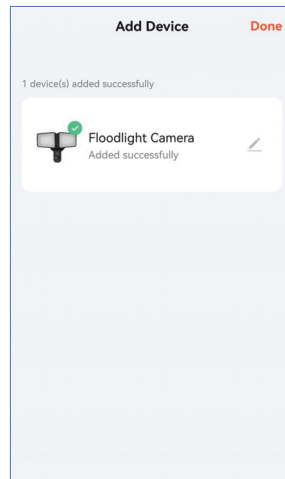 Add Device
Done
1 device(s) added successfully
Floodlight Camera
Added successfully